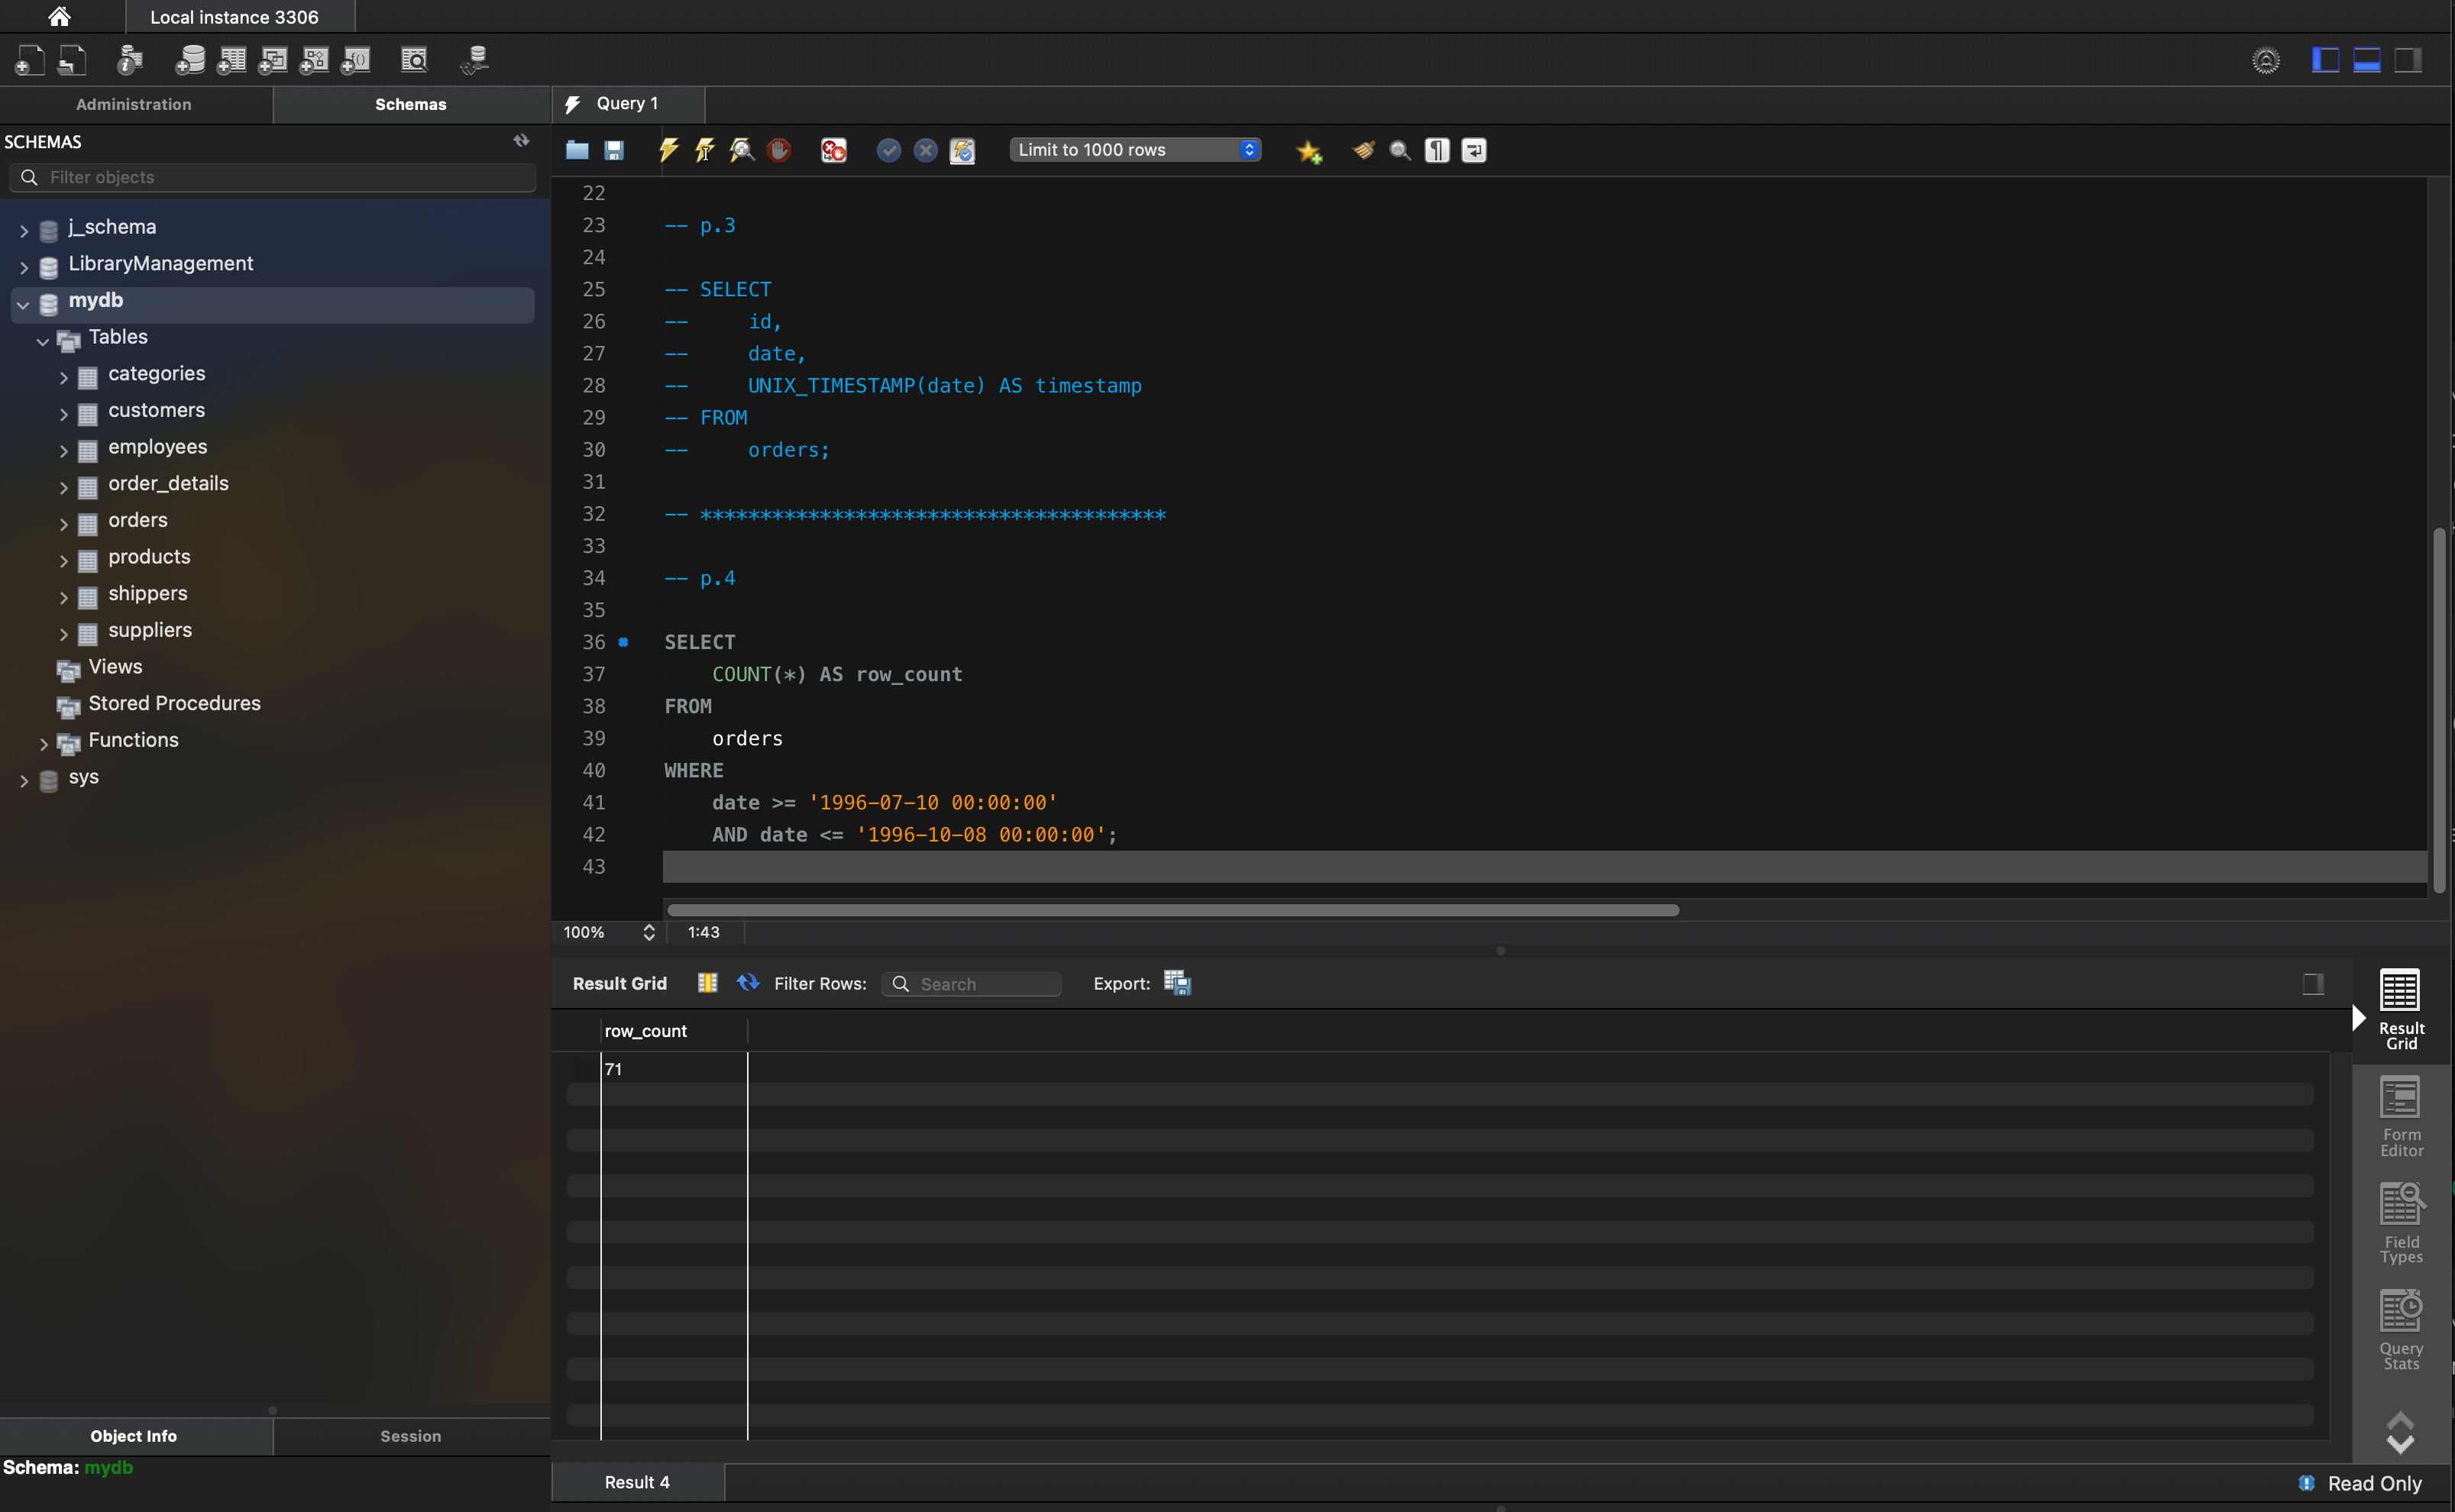 Local instance 3306
Administration
Schemas
Query 1
SCHEMAS
Filter objects
Limit to 1000 rows
j_schema
LibraryManagement
mydb
Tables
categories
customers
employees
order_details
orders
products
shippers
suppliers
Views
Stored Procedures
Functions
sys
22
23 -- p.3
24
25 -- SELECT
26 --     id,
27 --     date,
28 --     UNIX_TIMESTAMP(date) AS timestamp
29 -- FROM
30 --     orders;
31
32 -- ***************************************
33
34 -- p.4
35
36 SELECT
37     COUNT(*) AS row_count
38 FROM
39     orders
40 WHERE
41     date >= '1996-07-10 00:00:00'
42     AND date <= '1996-10-08 00:00:00';
43
100% 1:43
Result Grid Filter Rows: Search Export:
row_count
71
Result
Grid
Form
Editor
Field
Types
Query
Stats
Object Info
Session
Schema: mydb
Result 4
Read Only